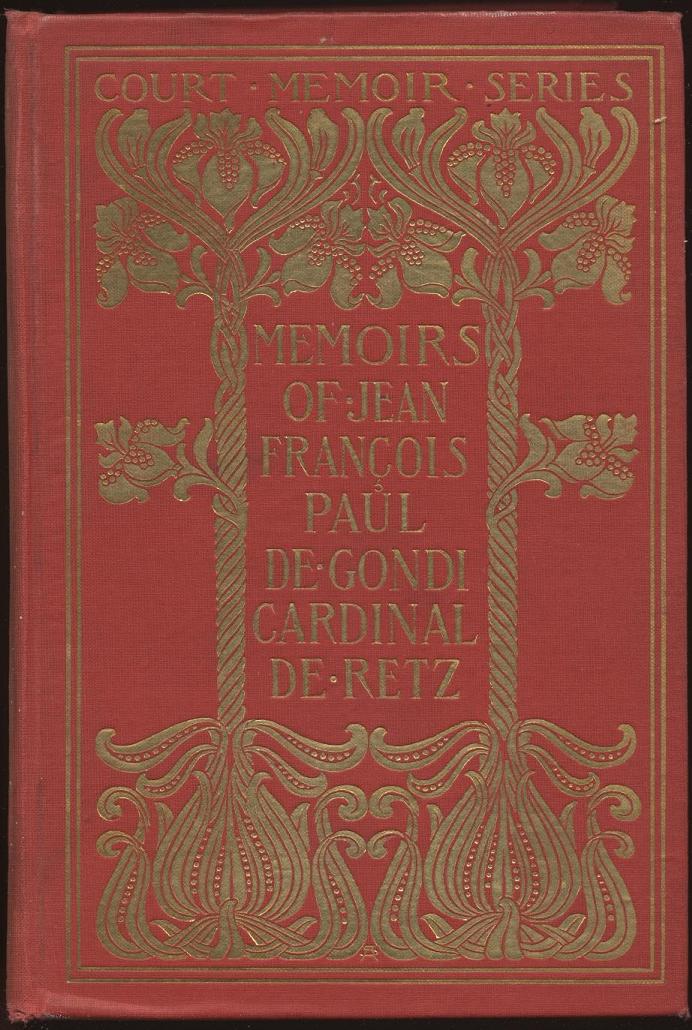 COURT · MEMOIR · SERIES
MEMOIRS
OF·JEAN
FRANÇOIS
PAUL
DE·GONDI
CARDINAL
DE·RETZ